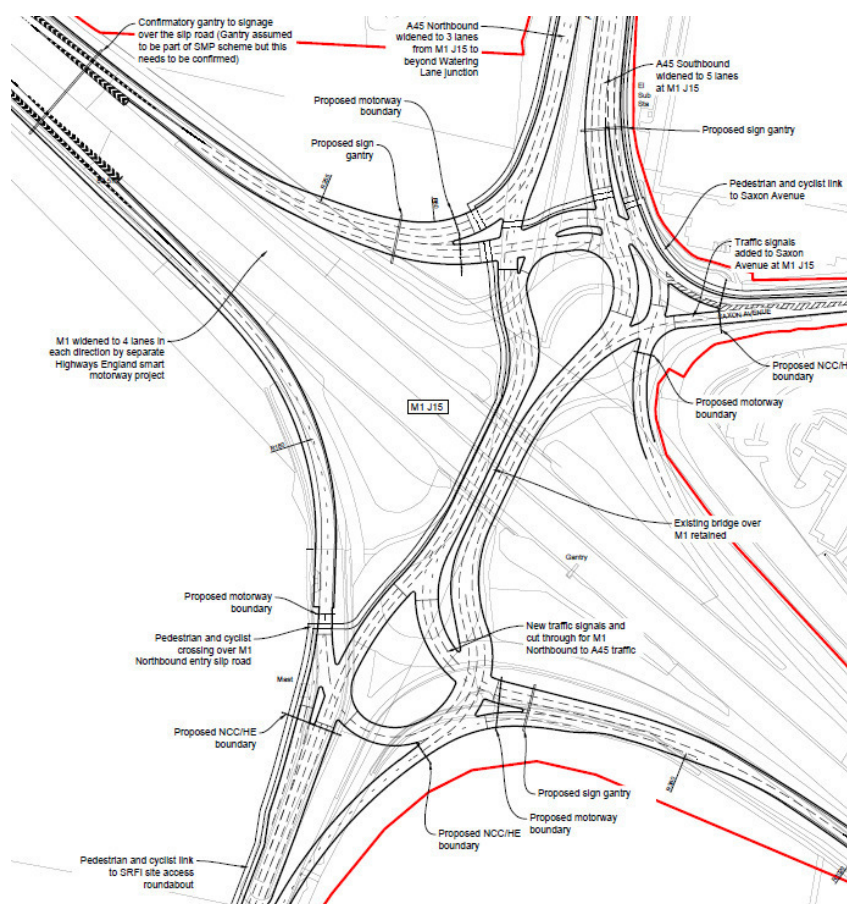 Confirmatory gantry to signage
over the slip road (Gantry assumed
to be part of SMP scheme but this
needs to be confirmed)
A45 Northbound
widened to 3 lanes
from M1 J15 to
beyond Watering
Lane junction
A45 Southbound
widened to 5 lanes
at M1 J15
El
Sub
Sta
Proposed motorway
boundary
Proposed sign
gantry
Proposed sign gantry
Pedestrian and cyclist link
to Saxon Avenue
Traffic signals
added to Saxon
Avenue at M1 J15
SAXON AVENUE
M1 widened to 4 lanes in
each direction by separate
Highways England smart
motorway project
Proposed NCC/HE
boundary
Proposed motorway
boundary
M1 J15
Existing bridge over
M1 retained
Gantry
Proposed motorway
boundary
Pedestrian and cyclist
crossing over M1
Northbound entry slip road
New traffic signals and
cut through for M1
Northbound to A45 traffic
Mast
Proposed NCC/HE
boundary
Proposed sign gantry
Proposed motorway
boundary
Proposed NCC/HE
boundary
Pedestrian and cyclist link
to SRFI site access
roundabout